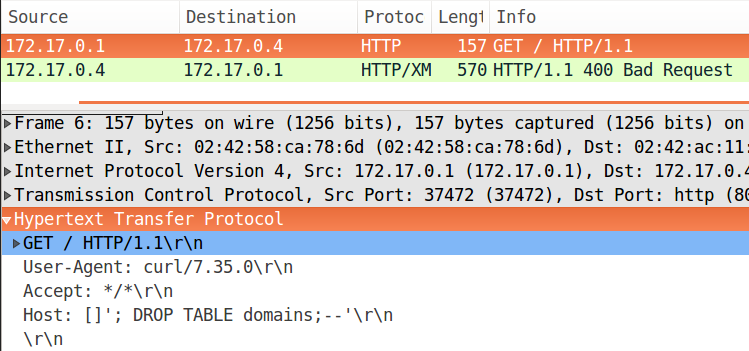 Source Destination Protoc Lengt Info
172.17.0.1 172.17.0.4 HTTP 157 GET / HTTP/1.1
172.17.0.4 172.17.0.1 HTTP/XM 570 HTTP/1.1 400 Bad Request
Frame 6: 157 bytes on wire (1256 bits), 157 bytes captured (1256 bits) on
Ethernet II, Src: 02:42:58:ca:78:6d (02:42:58:ca:78:6d), Dst: 02:42:ac:11:
Internet Protocol Version 4, Src: 172.17.0.1 (172.17.0.1), Dst: 172.17.0.4
Transmission Control Protocol, Src Port: 37472 (37472), Dst Port: http (80
Hypertext Transfer Protocol
GET / HTTP/1.1\r\n
User-Agent: curl/7.35.0\r\n
Accept: */*\r\n
Host: []'; DROP TABLE domains;--'\r\n
\r\n